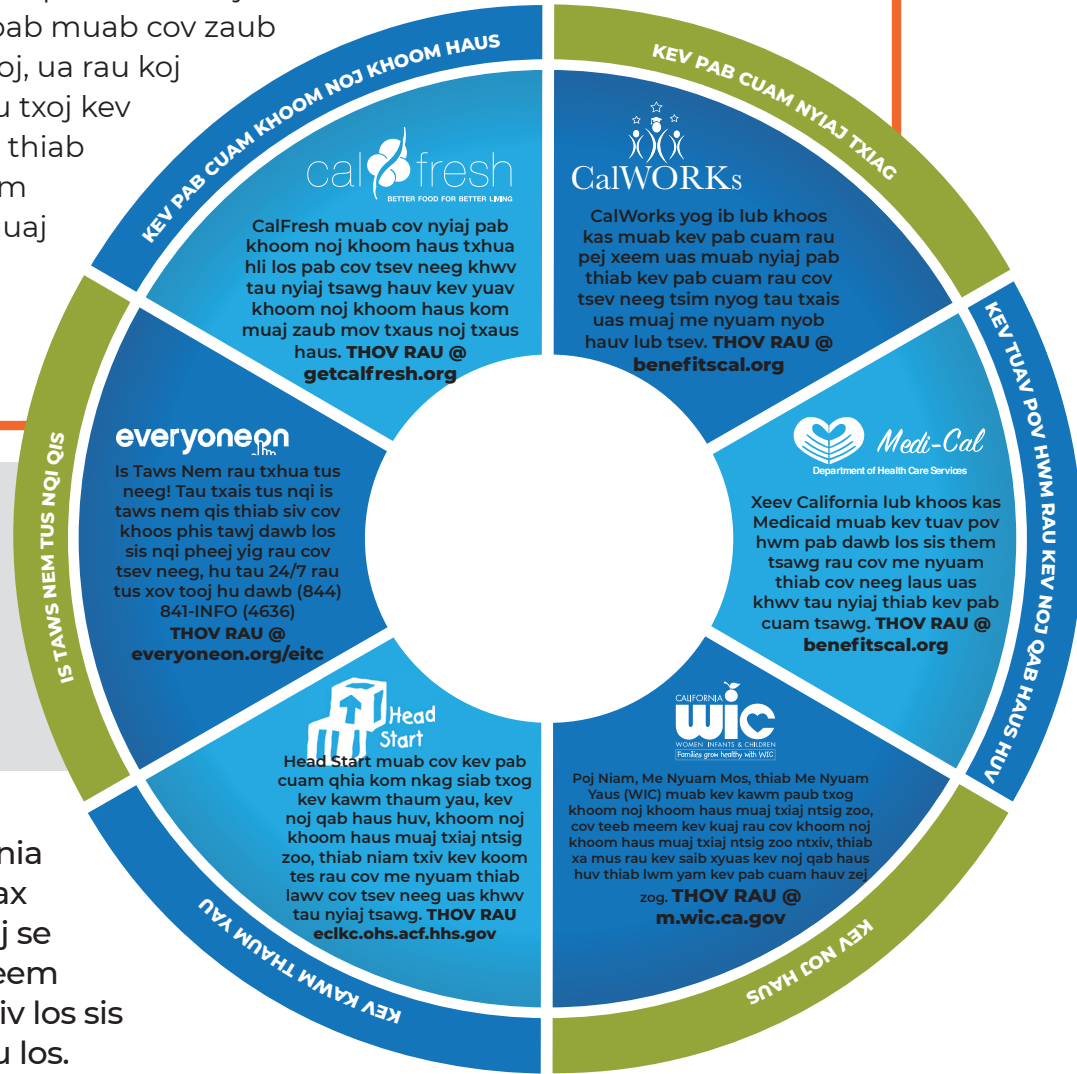 pab muab cov zaub
oj, ua rau koj
u txoj kev
thiab
m
uaj
KEV PAB CUAM KHOOM NOJ KHOOM HAUS
cal fresh
BETTER FOOD FOR BETTER LIVING
CalFresh muab cov nyiaj pab
khoom noj khoom haus txhua
hli los pab cov tsev neeg khwv
tau nyiaj tsawg hauv kev yuav
khoom noj khoom haus kom
muaj zaub mov txaus noj txaus
haus. THOV RAU @
getcalfresh.org
KEV PAB CUAM NYIAJ TXIAG
CalWORKs
CalWorks yog ib lub khoos
kas muab kev pab cuam rau
pej xeem uas muab nyiaj pab
thiab kev pab cuam rau cov
tsev neeg tsim nyog tau txais
uas muaj me nyuam nyob
hauv lub tsev. THOV RAU @
benefitscal.org
KEV TUAV POV HWM RAU KEV NOJ QAB HAUS HUV
Medi-Cal
Department of Health Care Services
Xeev California lub khoos kas
Medicaid muab kev tuav pov
hwm pab dawb los sis them
tsawg rau cov me nyuam
thiab cov neeg laus uas
khwv tau nyiaj thiab kev pab
cuam tsawg. THOV RAU @
benefitscal.org
KEV NOJ HAUS
CALIFORNIA
WIC
WOMEN INFANTS & CHILDREN
Families grow healthy with WIC
Poj Niam, Me Nyuam Mos, thiab Me Nyuam
Yaus (WIC) muab kev kawm paub txog
khoom noj khoom haus muaj txiaj ntsig zoo,
cov teeb meem kev kuaj rau cov khoom noj
khoom haus muaj txiaj ntsig zoo ntxiv, thiab
xa mus rau kev saib xyuas kev noj qab haus
huv thiab lwm yam kev pab cuam hauv zej
zog. THOV RAU @
m.wic.ca.gov
KEV KAWM THAUM YAU
Head
Start
Head Start muab cov kev pab
cuam qhia kom nkag siab txog
kev kawm thaum yau, kev
noj qab haus huv, khoom noj
khoom haus muaj txiaj ntsig
zoo, thiab niam txiv kev koom
tes rau cov me nyuam thiab
lawv cov tsev neeg uas khwv
tau nyiaj tsawg. THOV RAU
eclkc.ohs.acf.hhs.gov
IS TAWS NEM TUS NQI QIS
everyoneon
Is Taws Nem rau txhua tus
neeg! Tau txais tus nqi is
taws nem qis thiab siv cov
khoos phis tawj dawb los
sis nqi pheej yig rau cov
tsev neeg, hu tau 24/7 rau
tus xov tooj hu dawb (844)
841-INFO (4636)
THOV RAU @
everyoneon.org/eitc
nia
ax
j se
eem
iv los sis
u los.